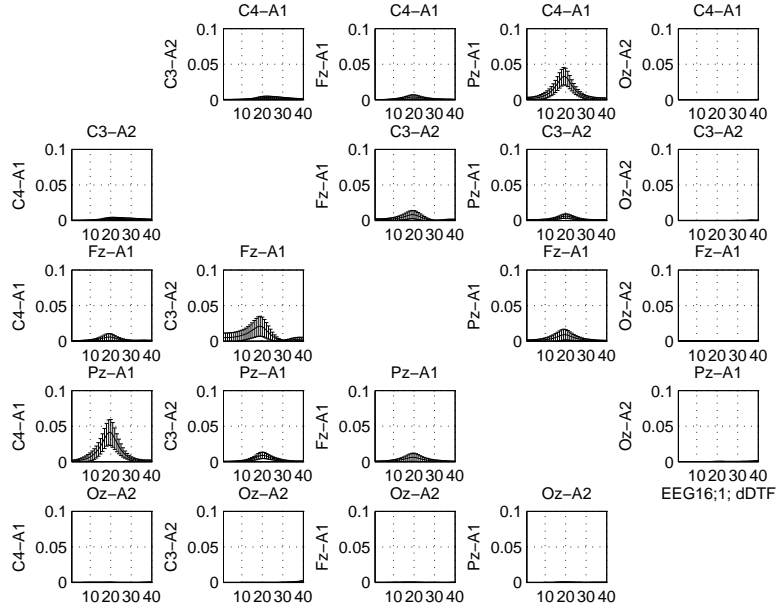 C4−A1 C4−A1 C4−A1 C4−A1
0.1 0.1 0.1 0.1
C3−A2 Fz−A1 Pz−A1 Oz−A2
0.05 0.05 0.05 0.05
0 0 0 0
10 20 30 40 10 20 30 40 10 20 30 40 10 20 30 40
C3−A2 C3−A2 C3−A2 C3−A2
0.1 0.1 0.1 0.1
C4−A1 Fz−A1 Pz−A1 Oz−A2
0.05 0.05 0.05 0.05
0 0 0 0
10 20 30 40 10 20 30 40 10 20 30 40 10 20 30 40
Fz−A1 Fz−A1 Fz−A1 Fz−A1
0.1 0.1 0.1 0.1
C4−A1 C3−A2 Pz−A1 Oz−A2
0.05 0.05 0.05 0.05
0 0 0 0
10 20 30 40 10 20 30 40 10 20 30 40 10 20 30 40
Pz−A1 Pz−A1 Pz−A1 Pz−A1
0.1 0.1 0.1 0.1
C4−A1 C3−A2 Fz−A1 Oz−A2
0.05 0.05 0.05 0.05
0 0 0 0
10 20 30 40 10 20 30 40 10 20 30 40 10 20 30 40
Oz−A2 Oz−A2 Oz−A2 Oz−A2 EEG16;1; dDTF
0.1 0.1 0.1 0.1
C4−A1 C3−A2 Fz−A1 Pz−A1
0.05 0.05 0.05 0.05
0 0 0 0
10 20 30 40 10 20 30 40 10 20 30 40 10 20 30 40